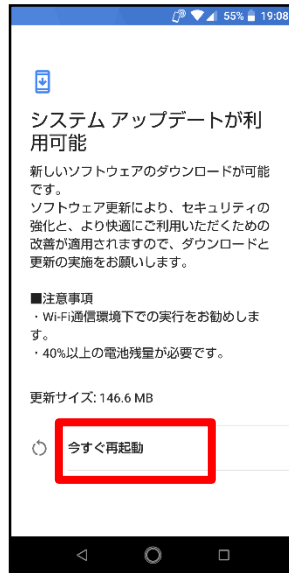 55% 19:08
システム アップデートが利
用可能
新しいソフトウェアのダウンロードが可能
です。
ソフトウェア更新により、セキュリティの
強化と、より快適にご利用いただくための
改善が適用されますので、ダウンロードと
更新の実施をお願いします。
■注意事項
・Wi-Fi通信環境下での実行をお勧めしま
す。
・40%以上の電池残量が必要です。
更新サイズ: 146.6 MB
今すぐ再起動